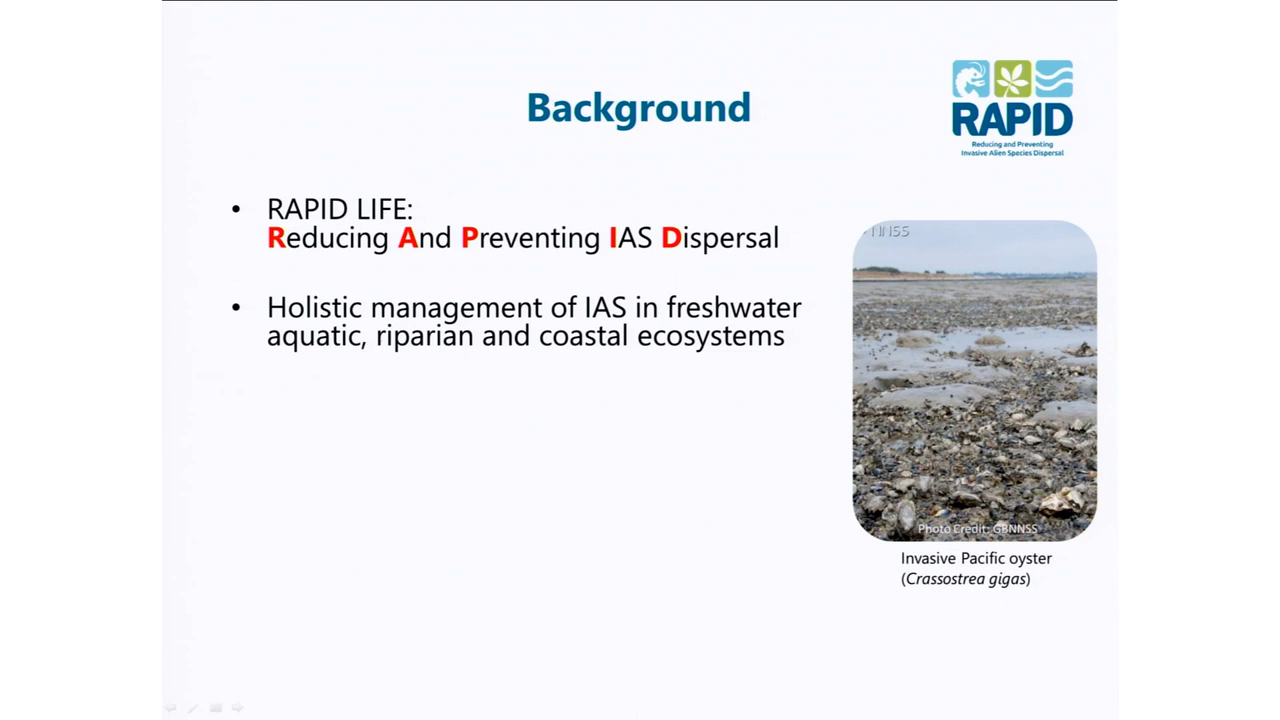 Background
RAPID
Reducing and Preventing
Invasive Alien Species Dispersal
• RAPID LIFE:
Reducing And Preventing IAS Dispersal
• Holistic management of IAS in freshwater
aquatic, riparian and coastal ecosystems
NNSS
Photo Credit: GBNNSS
Invasive Pacific oyster
(Crassostrea gigas)